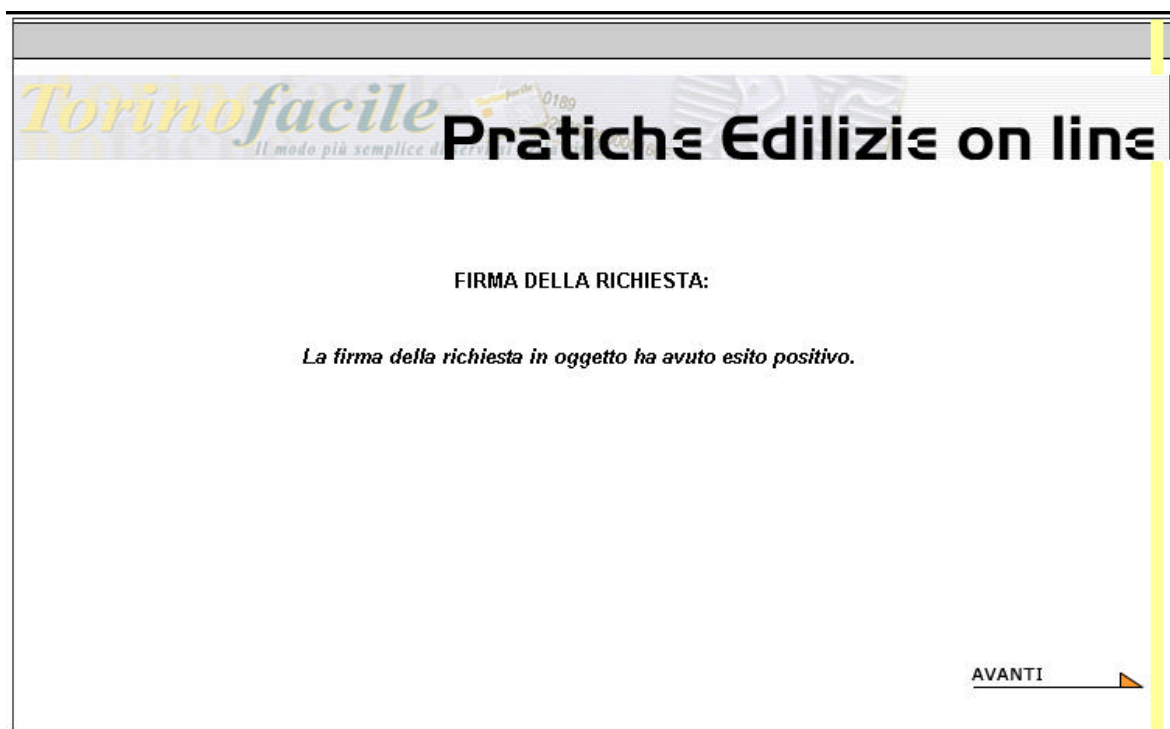 Torinofacile
Il modo più semplice di
Pratiche Edilizie on line
0189
FIRMA DELLA RICHIESTA:
La firma della richiesta in oggetto ha avuto esito positivo.
AVANTI